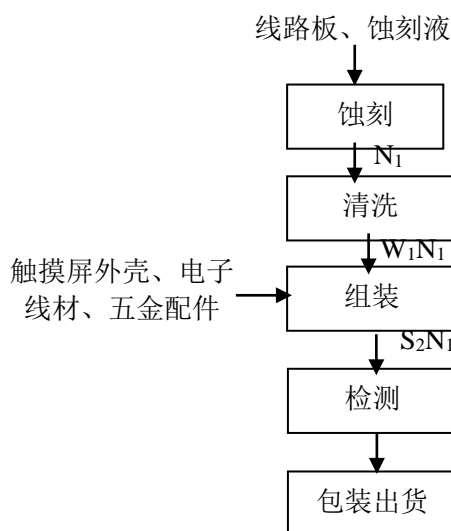 线路板、蚀刻液
蚀刻
N1
清洗
W1N1
触摸屏外壳、电子
线材、五金配件
组装
S2N1
检测
包装出货